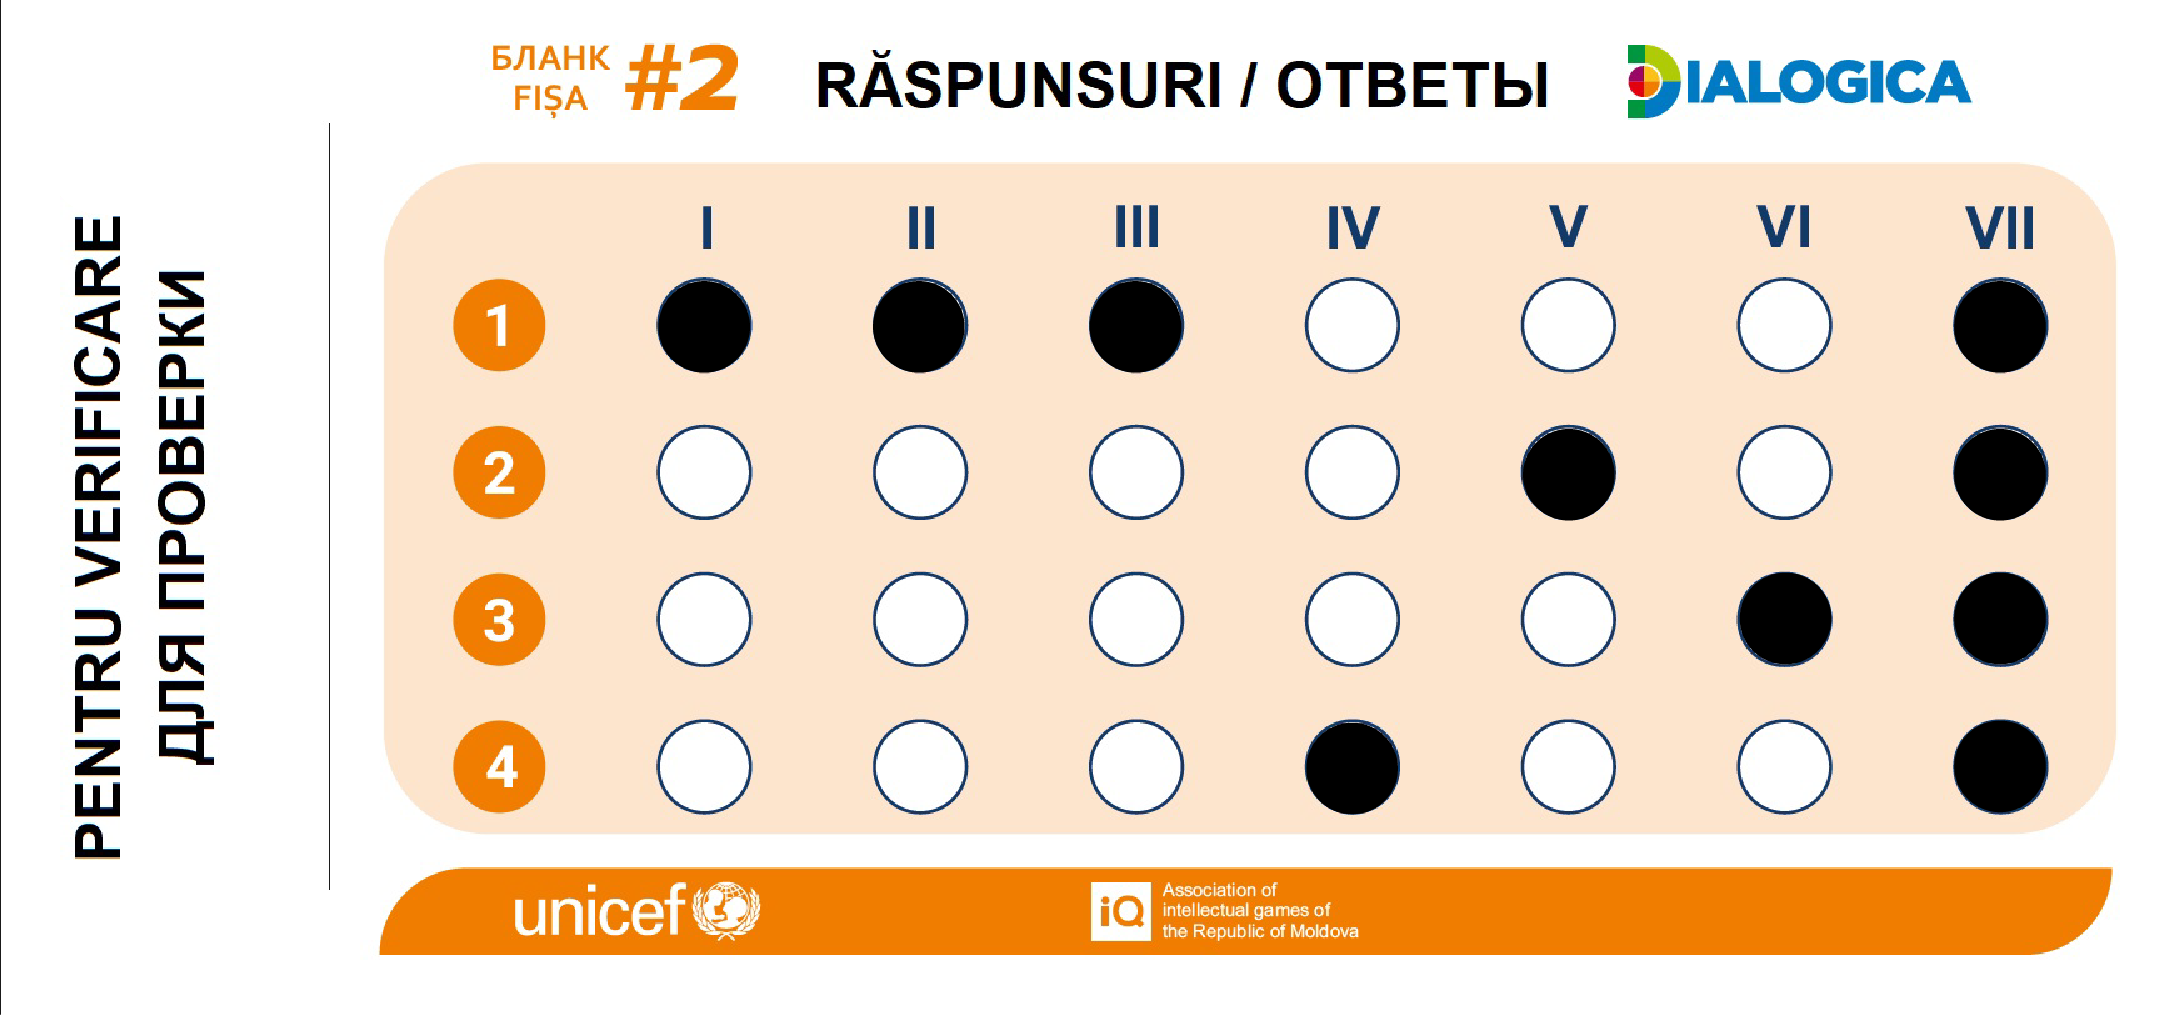 PENTRU VERIFICARE
ДЛЯ ПРОВЕРКИ
БЛАНК
FIȘA
#2
RĂSPUNSURI / ОТВЕТЫ
DIALOGICA
I II III IV V VI VII
1
2
3
4
unicef
iQ
Association of
intellectual games of
the Republic of Moldova